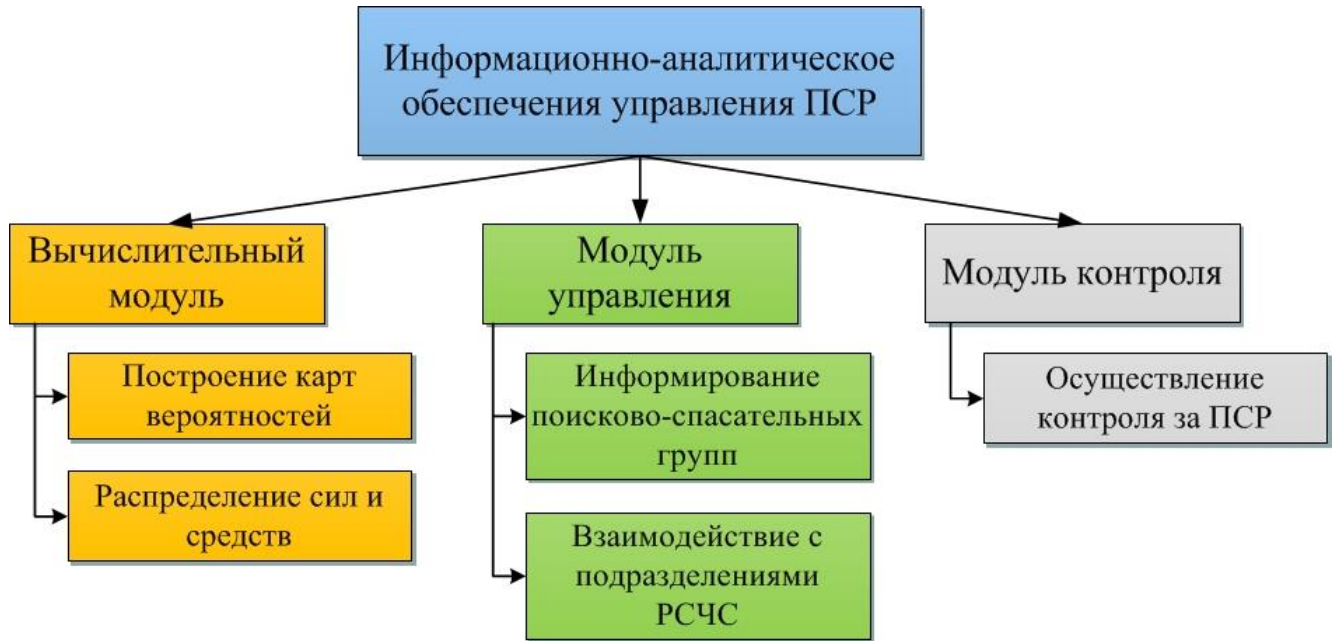 Информационно-аналитическое
обеспечения управления ПСР
Вычислительный
модуль
Построение карт
вероятностей
Распределение сил и
средств
Модуль
управления
Информирование
поисково-спасательных
групп
Взаимодействие с
подразделениями
РСЧС
Модуль контроля
Осуществление
контроля за ПСР